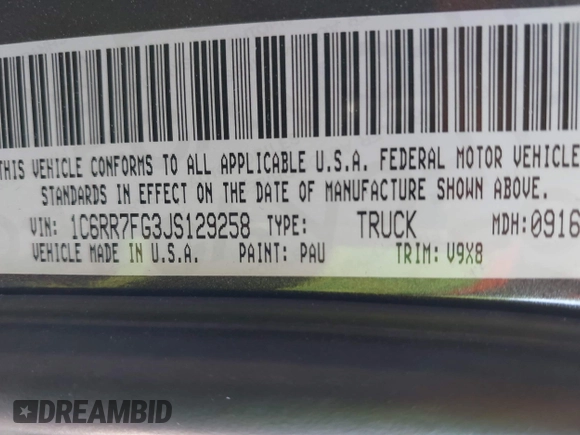 THIS VEHICLE CONFORMS TO ALL APPLICABLE U.S.A. FEDERAL MOTOR VEHICLE
STANDARDS IN EFFECT ON THE DATE OF MANUFACTURE SHOWN ABOVE.
VIN: 1C6RR7FG3JS129258 TYPE: TRUCK MDH:0916
VEHICLE MADE IN U.S.A. PAINT: PAU TRIM: V9X8
DREAMBID